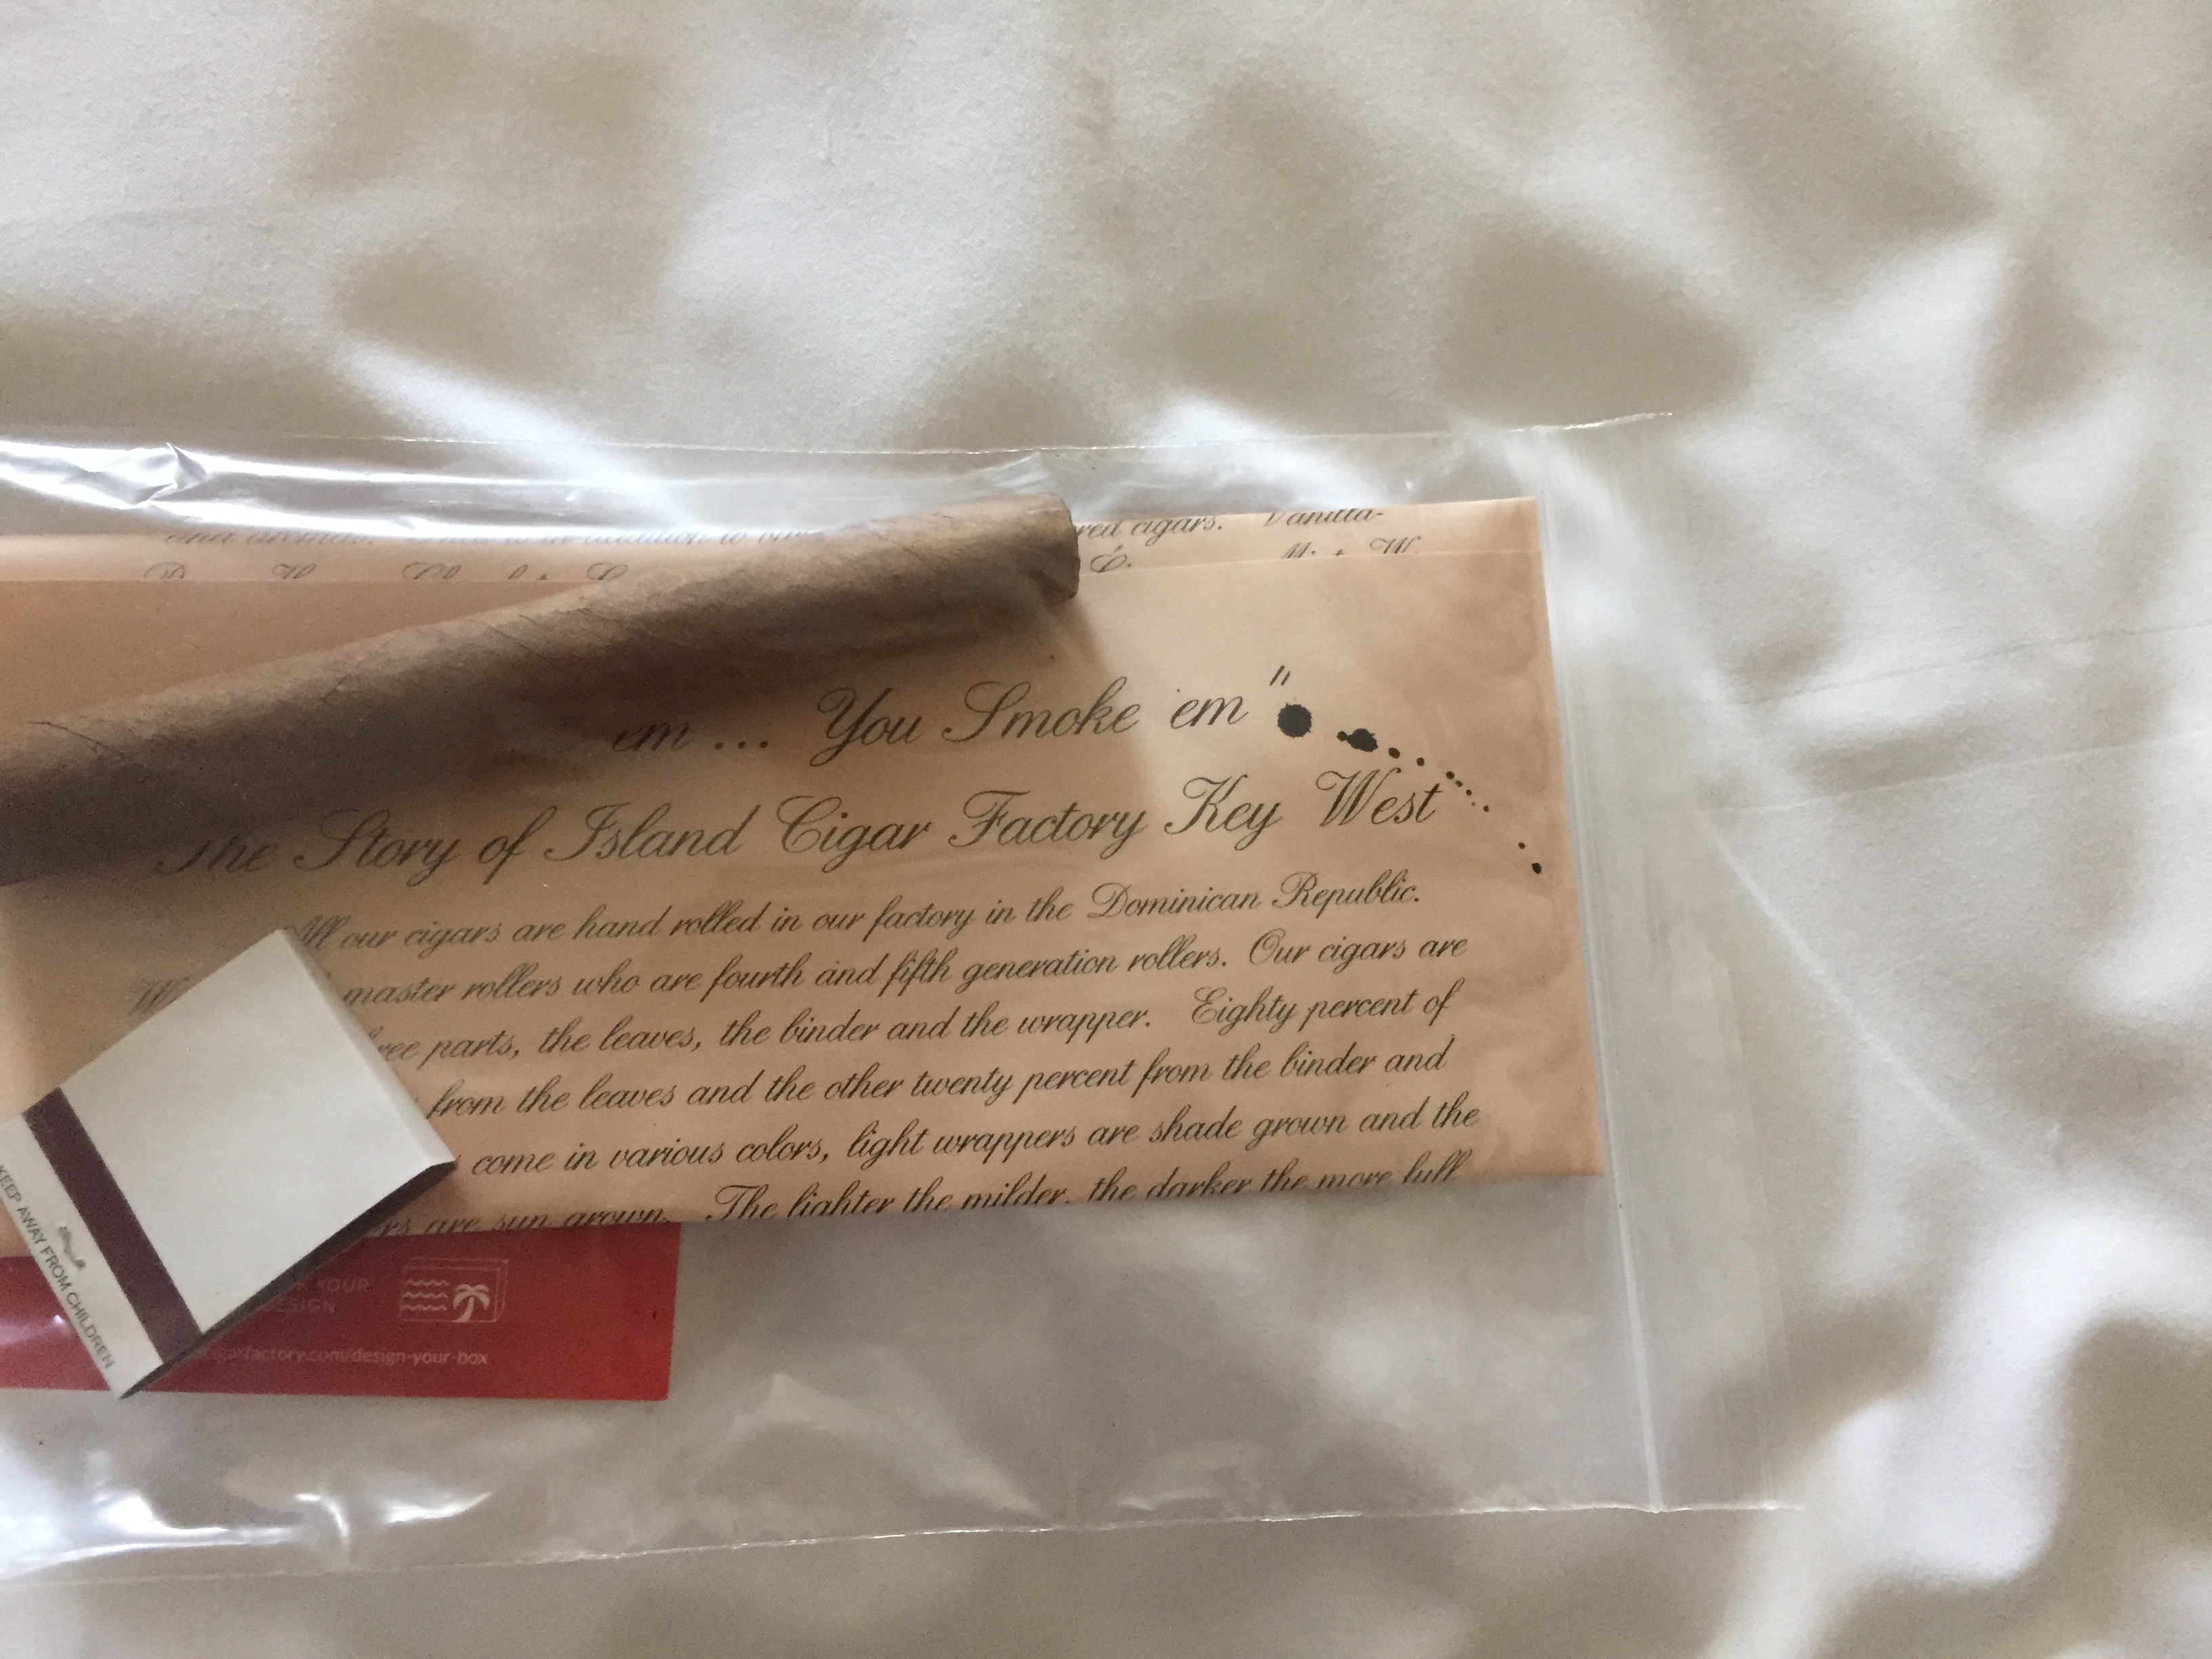 red cigars. Vanilla-
em ... You Smoke 'em"
The Story of Island Cigar Factory Key West
All our cigars are hand rolled in our factory in the Dominican Republic.
master rollers who are fourth and fifth generation rollers. Our cigars are
parts, the leaves, the binder and the wrapper. Eighty percent of
from the leaves and the other twenty percent from the binder and
come in various colors, light wrappers are shade grown and the
are sun grown. The lighter the milder, the darker the more full
KEEP AWAY FROM CHILDREN
YOUR
DESIGN
cigarfactory.com/design-your-box